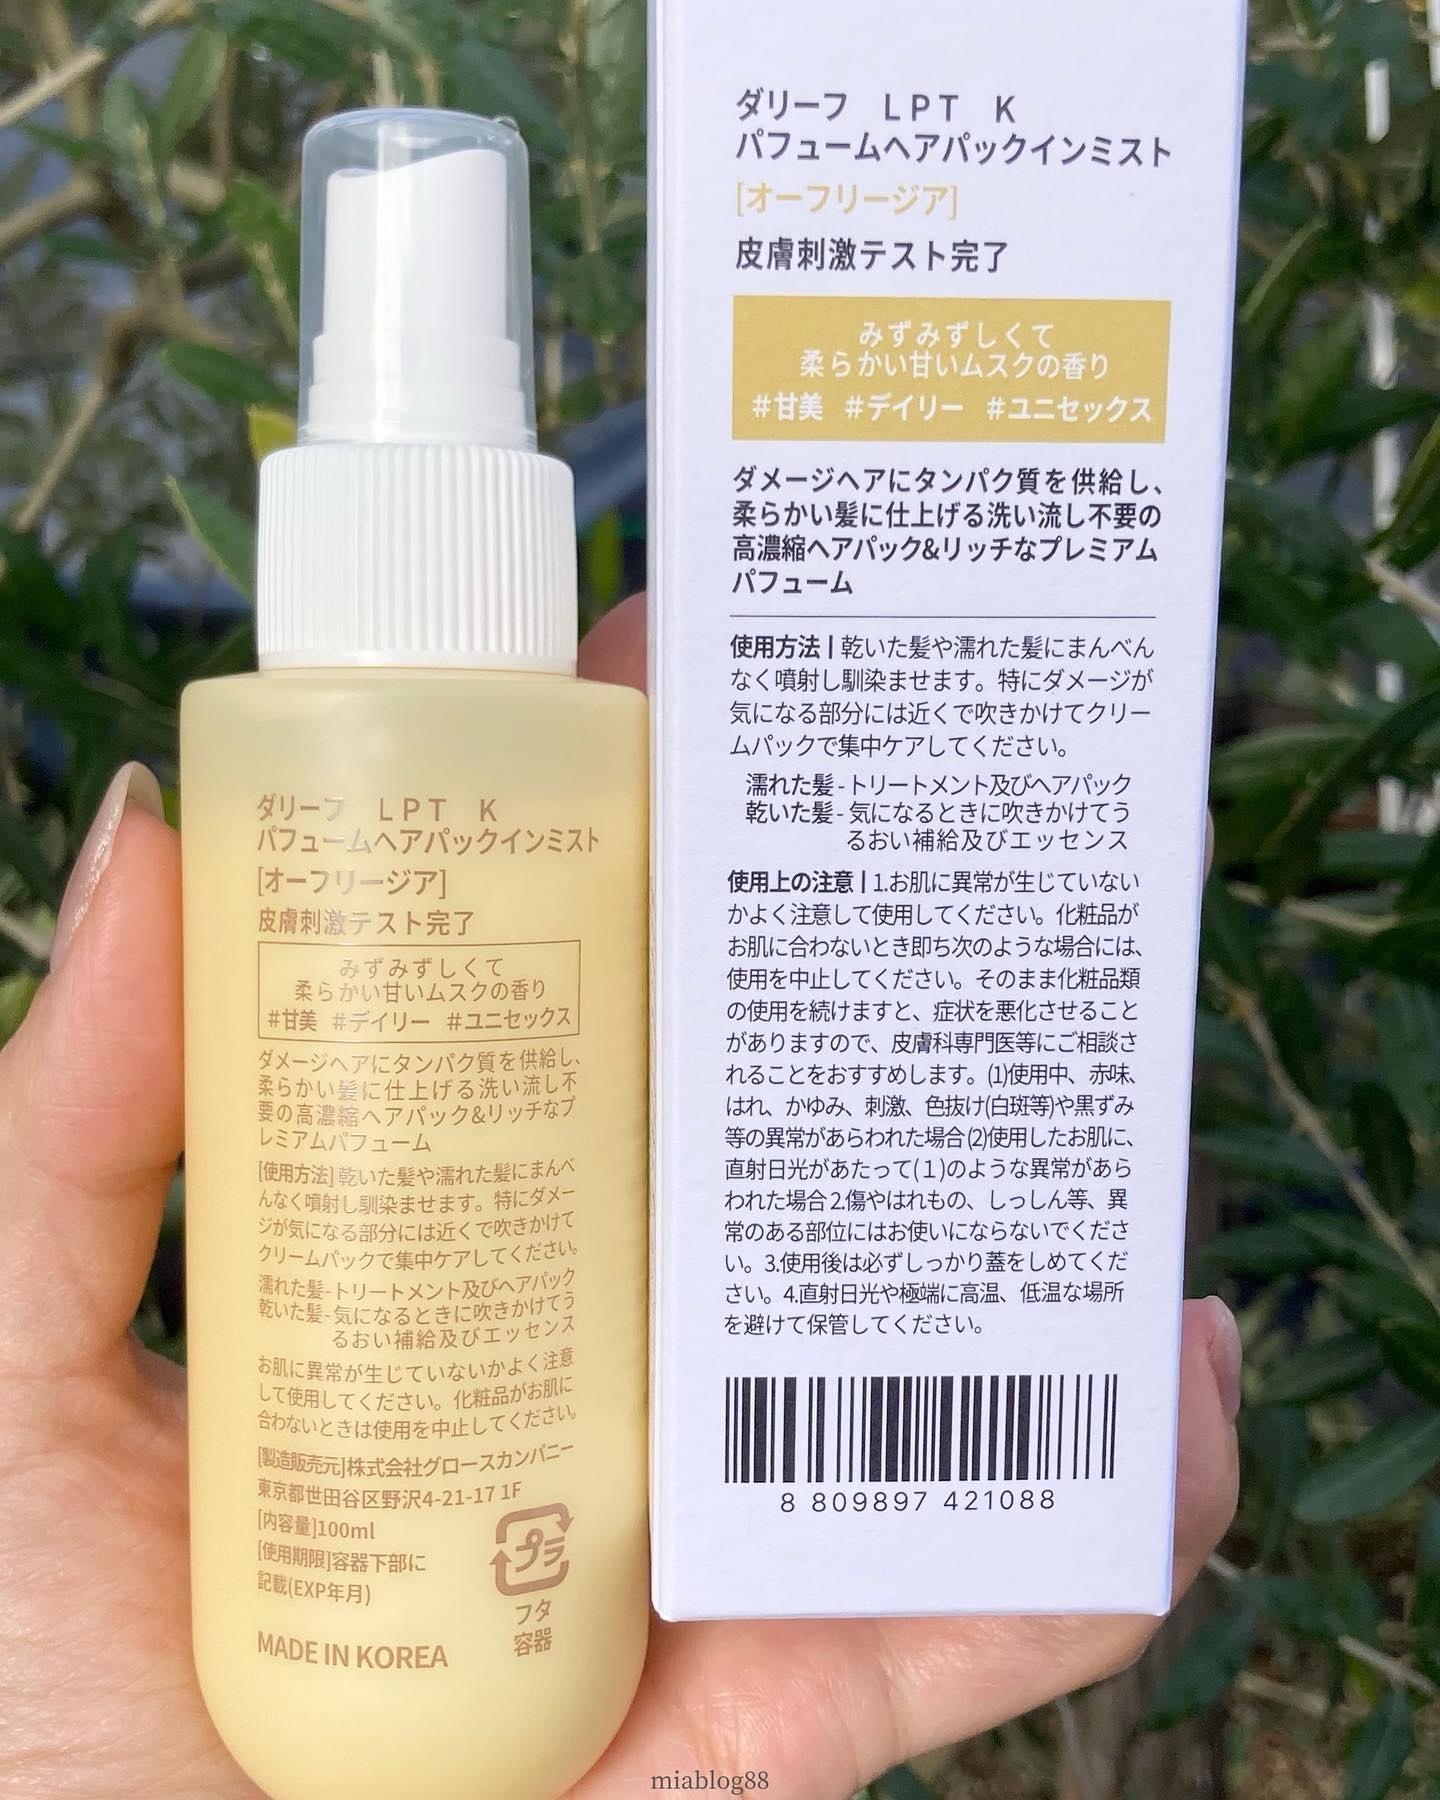 ダリーフ　LPT　K
パフュームヘアパックインミスト
[オーフリージア]
皮膚刺激テスト完了
みずみずしくて
柔らかい甘いムスクの香り
#甘美 #デイリー #ユニセックス
ダメージヘアにタンパク質を供給し、
柔らかい髪に仕上げる洗い流し不要の
高濃縮ヘアパック&リッチなプレミアム
パフューム
使用方法 | 乾いた髪や濡れた髪にまんべん
なく噴射し馴染ませます。特にダメージが
気になる部分には近くで吹きかけてクリー
ムパックで集中ケアしてください。
濡れた髪 - トリートメント及びヘアパック
乾いた髪 - 気になるときに吹きかけてう
るおい補給及びエッセンス
使用上の注意 | 1.お肌に異常が生じていない
かよく注意して使用してください。化粧品が
お肌に合わないとき即ち次のような場合には、
使用を中止してください。そのまま化粧品類
の使用を続けますと、症状を悪化させること
がありますので、皮膚科専門医等にご相談さ
れることをおすすめします。(1)使用中、赤味、
はれ、かゆみ、刺激、色抜け(白斑等)や黒ずみ
等の異常があらわれた場合 (2)使用したお肌に、
直射日光があたって(1)のような異常があら
われた場合 2.傷やはれもの、しっしん等、異
常のある部位にはお使いにならないでくださ
い。3.使用後は必ずしっかり蓋をしめてくだ
さい。4.直射日光や極端に高温、低温な場所
を避けて保管してください。
8 809897 421088
ダリーフ　LPT　K
パフュームヘアパックインミスト
[オーフリージア]
皮膚刺激テスト完了
みずみずしくて
柔らかい甘いムスクの香り
#甘美 #デイリー #ユニセックス
ダメージヘアにタンパク質を供給し、
柔らかい髪に仕上げる洗い流し不
要の高濃縮ヘアパック&リッチなプ
レミアムパフューム
[使用方法] 乾いた髪や濡れた髪にまんべ
んなく噴射し馴染ませます。特にダメー
ジが気になる部分には近くで吹きかけて
クリームパックで集中ケアしてください。
濡れた髪-トリートメント及びヘアパック
乾いた髪-気になるときに吹きかけてう
るおい補給及びエッセンス
お肌に異常が生じていないかよく注意
して使用してください。化粧品がお肌に
合わないときは使用を中止してください。
[製造販売元]株式会社グロースカンパニー
東京都世田谷区野沢4-21-17 1F
[内容量]100ml
[使用期限]容器下部に
記載(EXP年月)
プラ
フタ
容器
MADE IN KOREA
miablog88